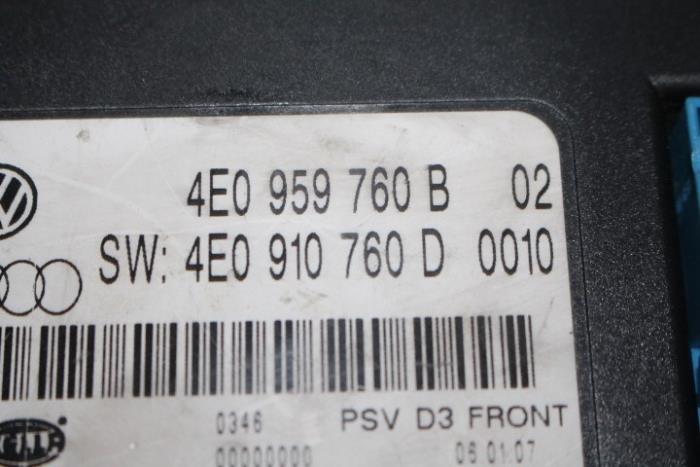 4E0 959 760 B 02
SW: 4E0 910 760 D 0010
0346 PSV D3 FRONT
00000000 06.01.07